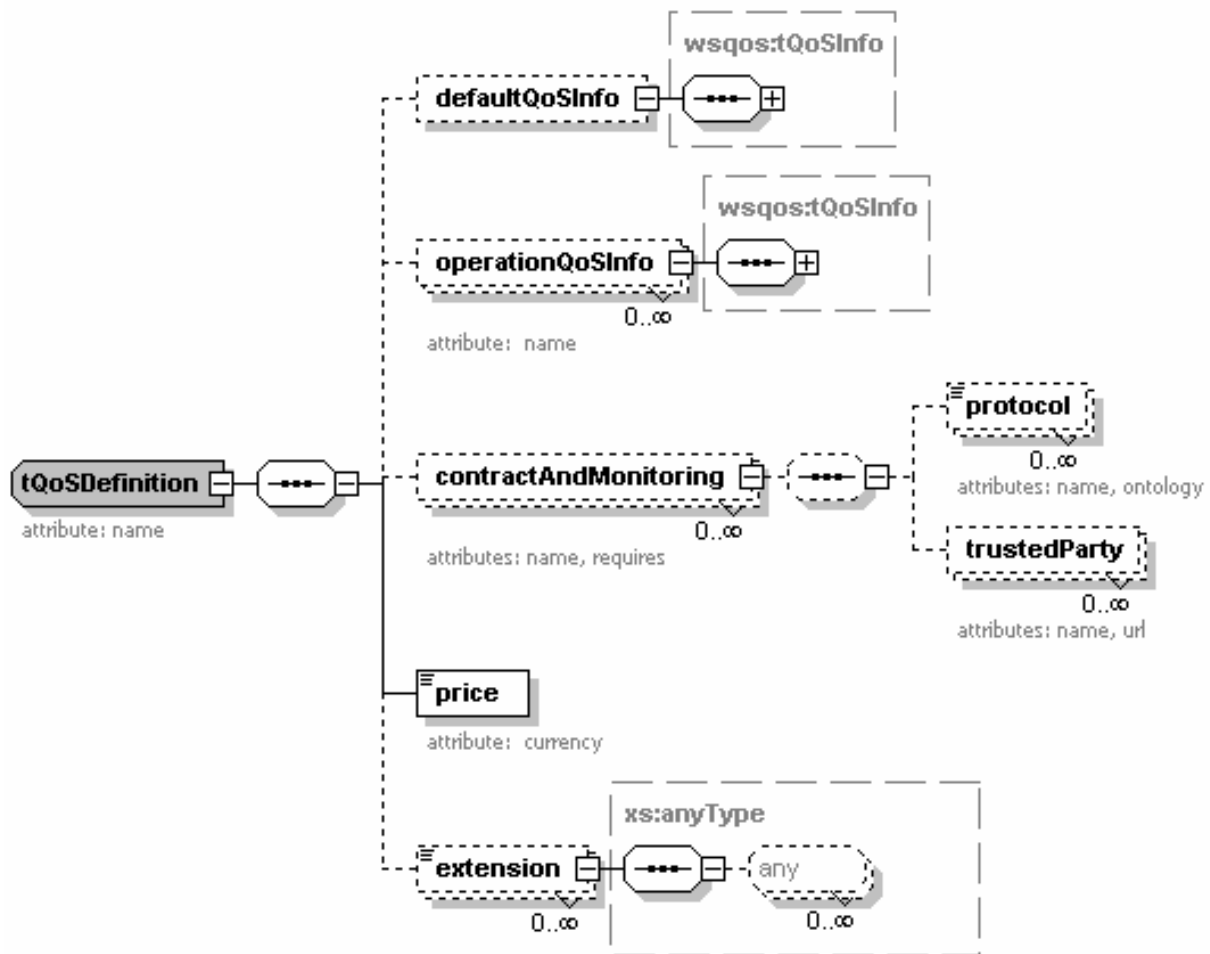 wsqos:tQoSInfo
defaultQoSInfo
wsqos:tQoSInfo
operationQoSInfo
0..∞
attribute: name
protocol
0..∞
attributes: name, ontology
tQoSDefinition
attribute: name
contractAndMonitoring
0..∞
attributes: name, requires
trustedParty
0..∞
attributes: name, url
price
attribute: currency
xs:anyType
extension
any
0..∞
0..∞